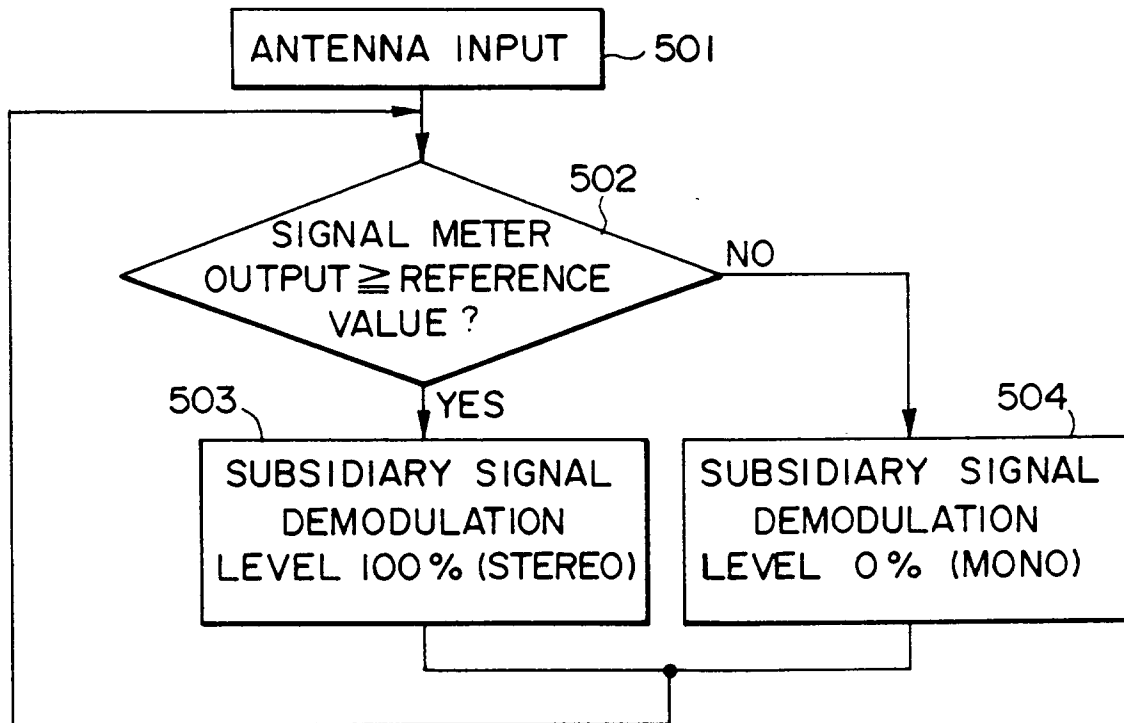 ANTENNA INPUT
501
502
SIGNAL METER
OUTPUT ≧ REFERENCE
VALUE ?
NO
YES
503
SUBSIDIARY SIGNAL
DEMODULATION
LEVEL 100% (STEREO)
504
SUBSIDIARY SIGNAL
DEMODULATION
LEVEL 0% (MONO)